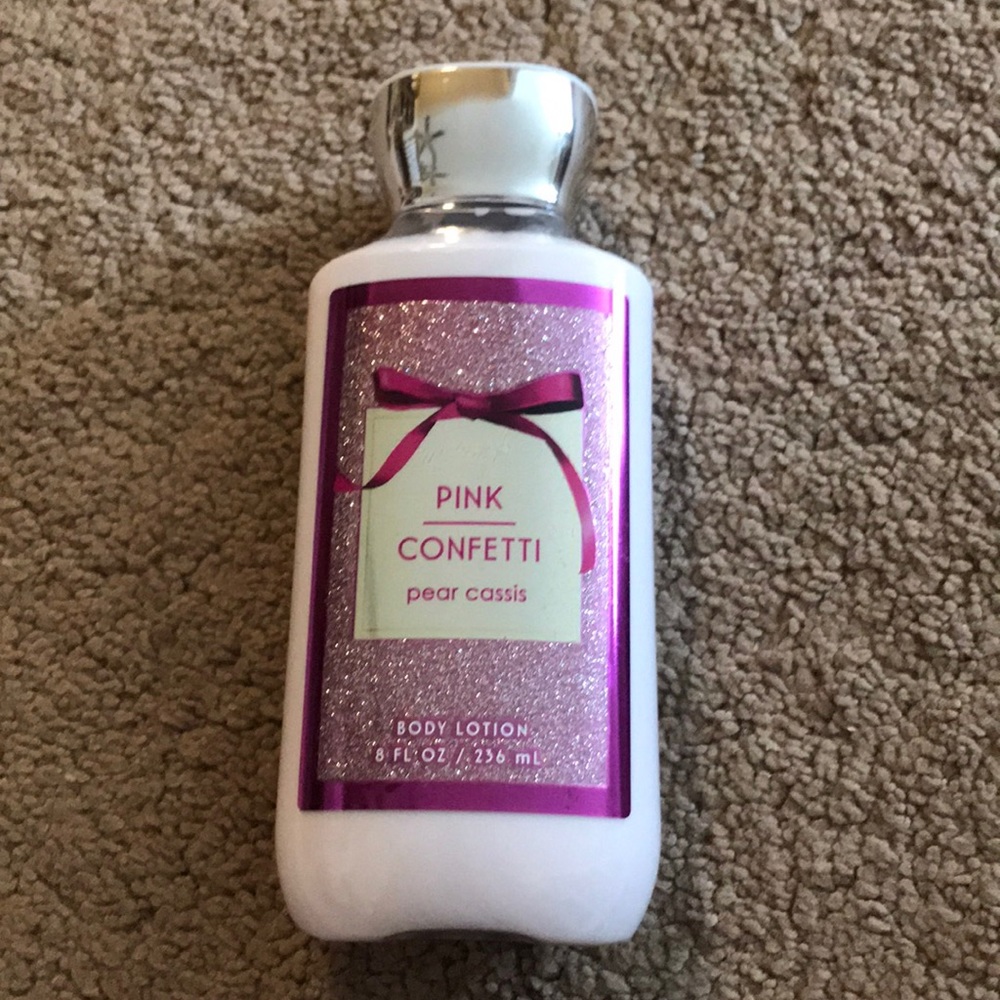 PINK
CONFETTI
pear cassis
BODY LOTION
8 FL OZ / 236 mL